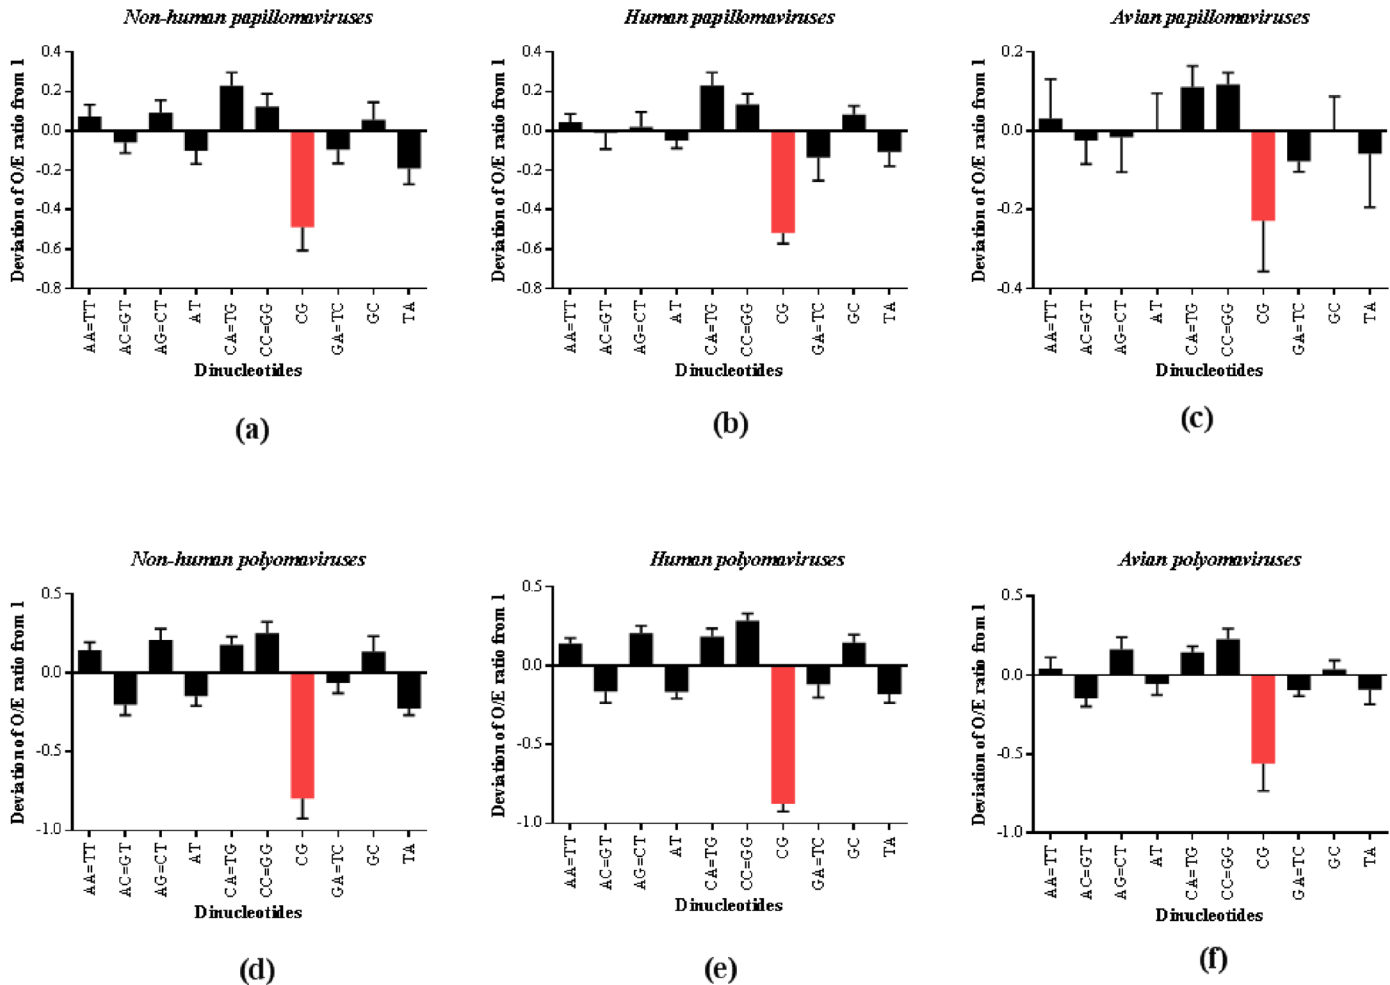 Non-human papillomaviruses
Deviation of O/E ratio from 1
0.4
0.2
0.0
-0.2
-0.4
-0.6
-0.8
AA=TT
AC=GT
AG=CT
AT
CA=TG
CC=GG
CG
GA=TC
GC
TA
Dinucleotides
(a)
Human papillomaviruses
Deviation of O/E ratio from 1
0.4
0.2
0.0
-0.2
-0.4
-0.6
-0.8
AA=TT
AC=GT
AG=CT
AT
CA=TG
CC=GG
CG
GA=TC
GC
TA
Dinucleotides
(b)
Avian papillomaviruses
Deviation of O/E ratio from 1
0.2
0.0
-0.2
-0.4
AA=TT
AC=GT
AG=CT
AT
CA=TG
CC=GG
CG
GA=TC
GC
TA
Dinucleotides
(c)
Non-human polyomaviruses
Deviation of O/E ratio from 1
0.5
0.0
-0.5
-1.0
AA=TT
AC=GT
AG=CT
AT
CA=TG
CC=GG
CG
GA=TC
GC
TA
Dinucleotides
(d)
Human polyomaviruses
Deviation of O/E ratio from 1
0.5
0.0
-0.5
-1.0
AA=TT
AC=GT
AG=CT
AT
CA=TG
CC=GG
CG
GA=TC
GC
TA
Dinucleotides
(e)
Avian polyomaviruses
Deviation of O/E ratio from 1
0.5
0.0
-0.5
-1.0
AA=TT
AC=GT
AG=CT
AT
CA=TG
CC=GG
CG
GA=TC
GC
TA
Dinucleotides
(f)